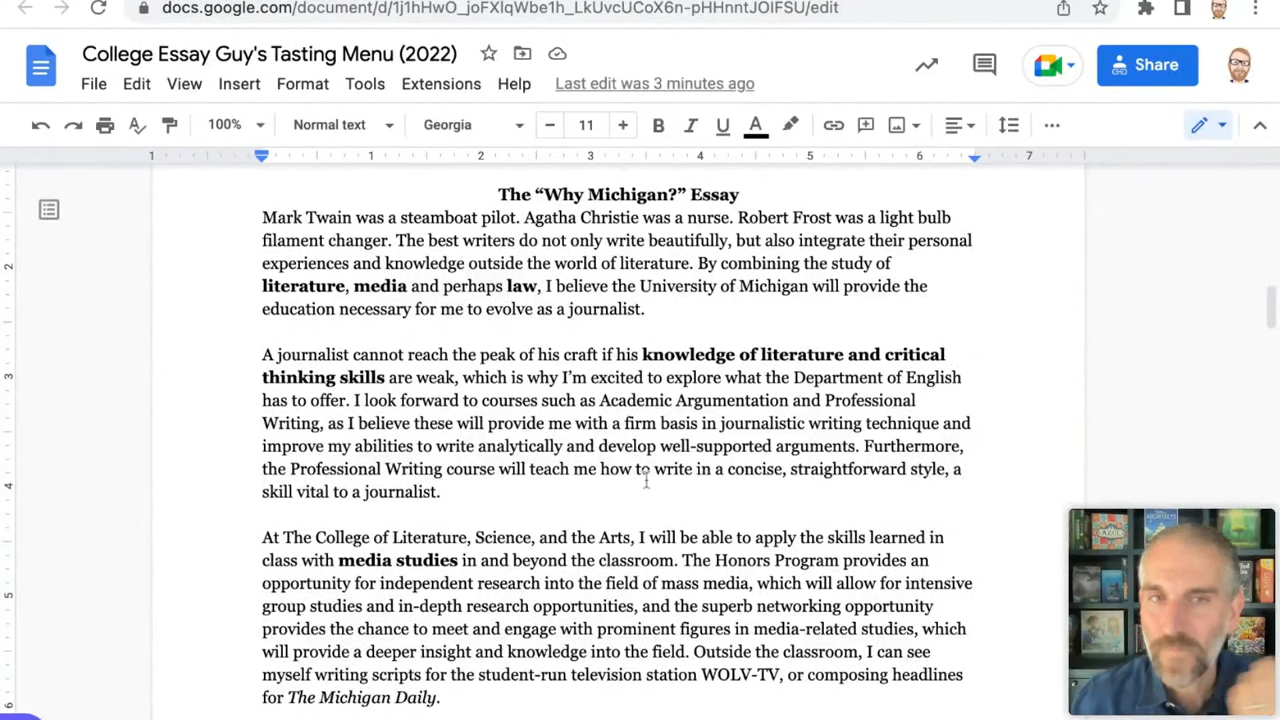 docs.google.com/document/d/1j1hHwO_joFXlqWbe1h_LkUvcUCoX6n-pHHnntJOIFSU/edit
College Essay Guy's Tasting Menu (2022)
File Edit View Insert Format Tools Extensions Help Last edit was 3 minutes ago
Share
100% Normal text Georgia 11
1 1 2 3 4 5 6 7
The “Why Michigan?” Essay
Mark Twain was a steamboat pilot. Agatha Christie was a nurse. Robert Frost was a light bulb
filament changer. The best writers do not only write beautifully, but also integrate their personal
experiences and knowledge outside the world of literature. By combining the study of
literature, media and perhaps law, I believe the University of Michigan will provide the
education necessary for me to evolve as a journalist.
A journalist cannot reach the peak of his craft if his knowledge of literature and critical
thinking skills are weak, which is why I’m excited to explore what the Department of English
has to offer. I look forward to courses such as Academic Argumentation and Professional
Writing, as I believe these will provide me with a firm basis in journalistic writing technique and
improve my abilities to write analytically and develop well-supported arguments. Furthermore,
the Professional Writing course will teach me how to write in a concise, straightforward style, a
skill vital to a journalist.
At The College of Literature, Science, and the Arts, I will be able to apply the skills learned in
class with media studies in and beyond the classroom. The Honors Program provides an
opportunity for independent research into the field of mass media, which will allow for intensive
group studies and in-depth research opportunities, and the superb networking opportunity
provides the chance to meet and engage with prominent figures in media-related studies, which
will provide a deeper insight and knowledge into the field. Outside the classroom, I can see
myself writing scripts for the student-run television station WOLV-TV, or composing headlines
for The Michigan Daily.
2
3
4
5
6